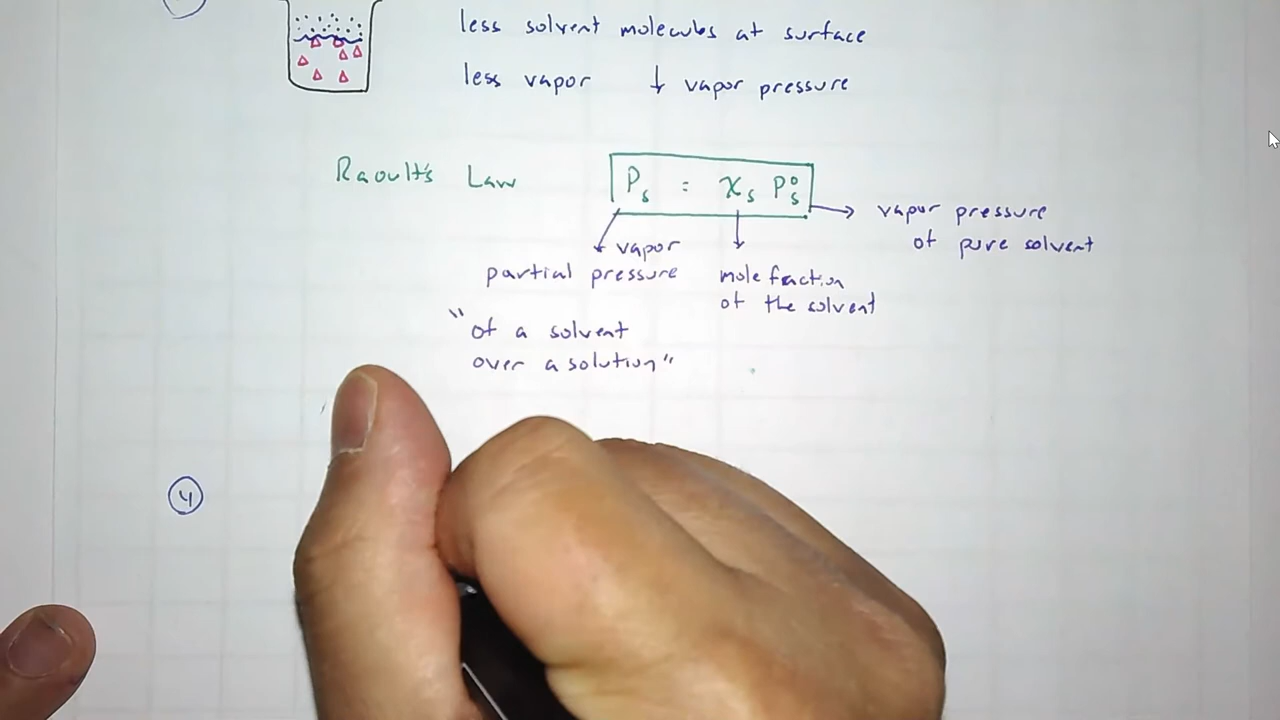 less solvent molecules at surface
less vapor ↓ vapor pressure
Raoult's Law
Pₛ = χₛ P°ₛ
vapor pressure
of pure solvent
vapor
partial pressure
mole fraction
of the solvent
"of a solvent
over a solution"
4